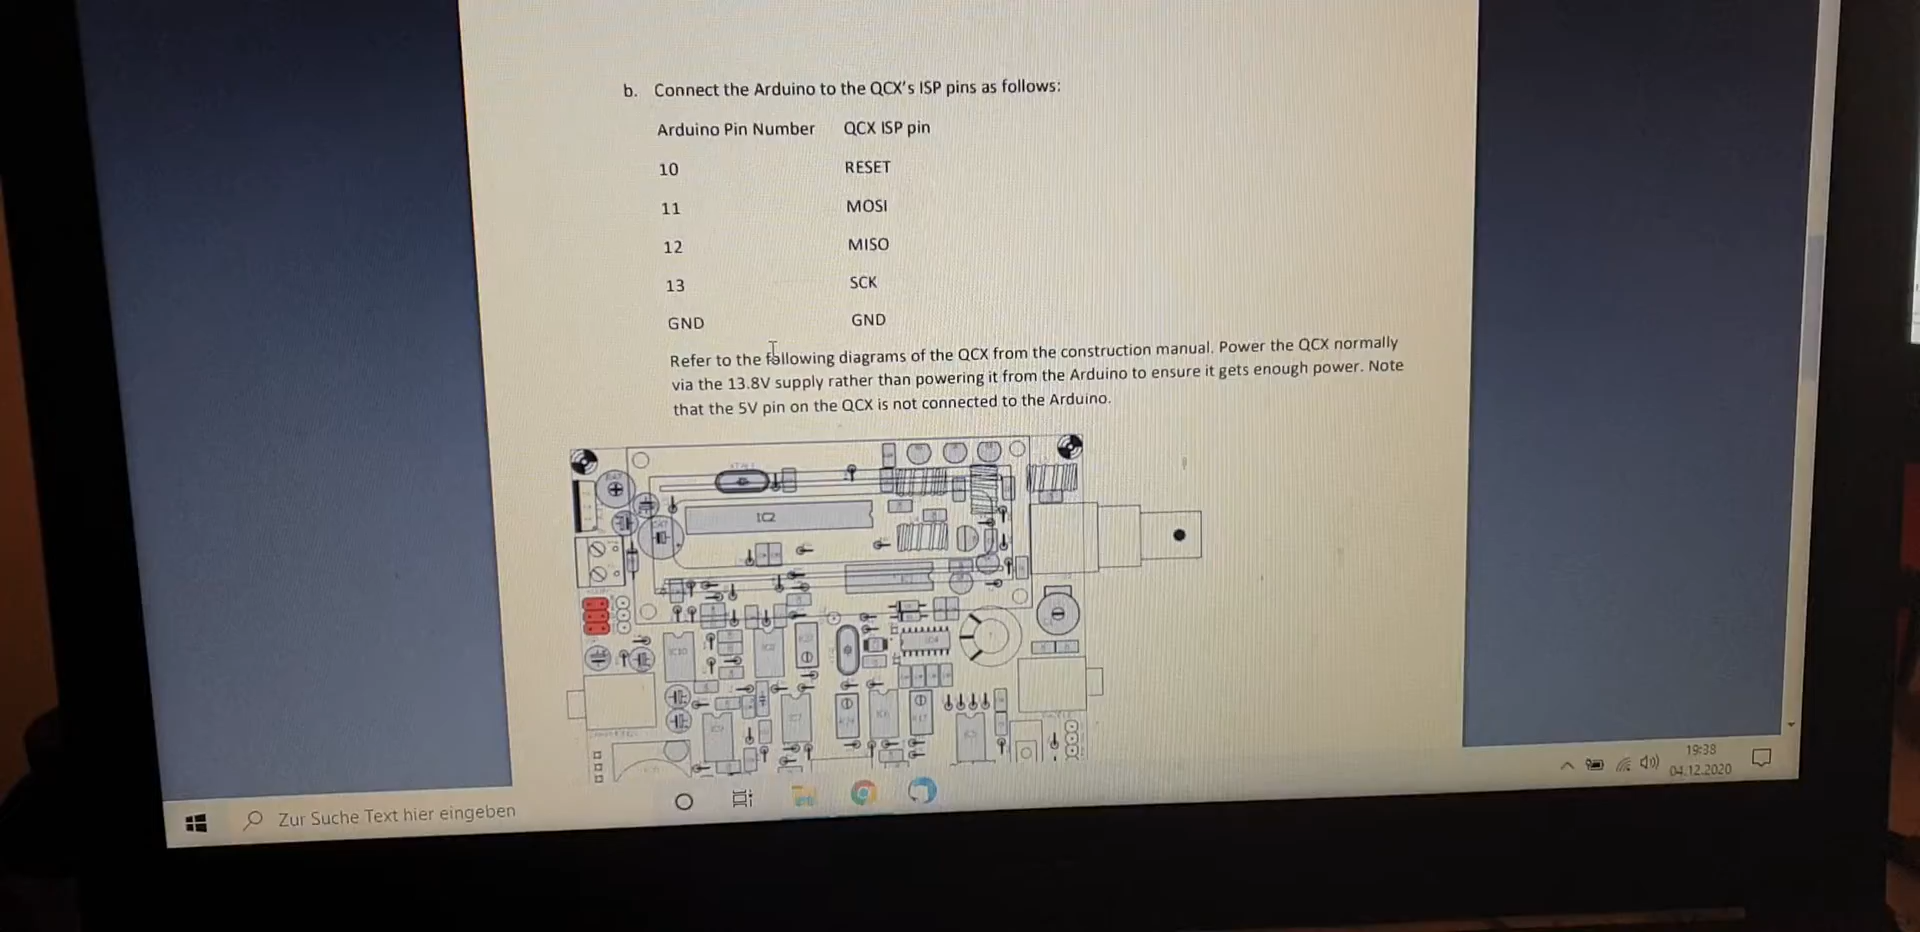 b. Connect the Arduino to the QCX's ISP pins as follows:
Arduino Pin Number QCX ISP pin
10 RESET
11 MOSI
12 MISO
13 SCK
GND GND
Refer to the following diagrams of the QCX from the construction manual. Power the QCX normally
via the 13.8V supply rather than powering it from the Arduino to ensure it gets enough power. Note
that the 5V pin on the QCX is not connected to the Arduino.
IC2
IC10
Zur Suche Text hier eingeben
19:38
04.12.2020